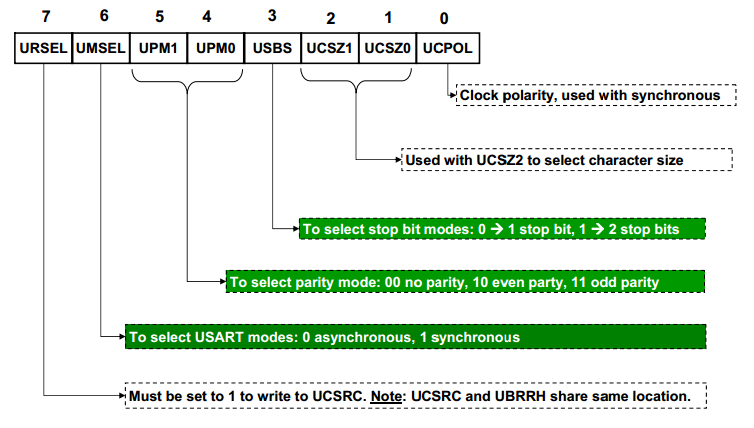 7 6 5 4 3 2 1 0
URSEL UMSEL UPM1 UPM0 USBS UCSZ1 UCSZ0 UCPOL
Clock polarity, used with synchronous
Used with UCSZ2 to select character size
To select stop bit modes: 0 → 1 stop bit, 1 → 2 stop bits
To select parity mode: 00 no parity, 10 even party, 11 odd parity
To select USART modes: 0 asynchronous, 1 synchronous
Must be set to 1 to write to UCSRC. Note: UCSRC and UBRRH share same location.